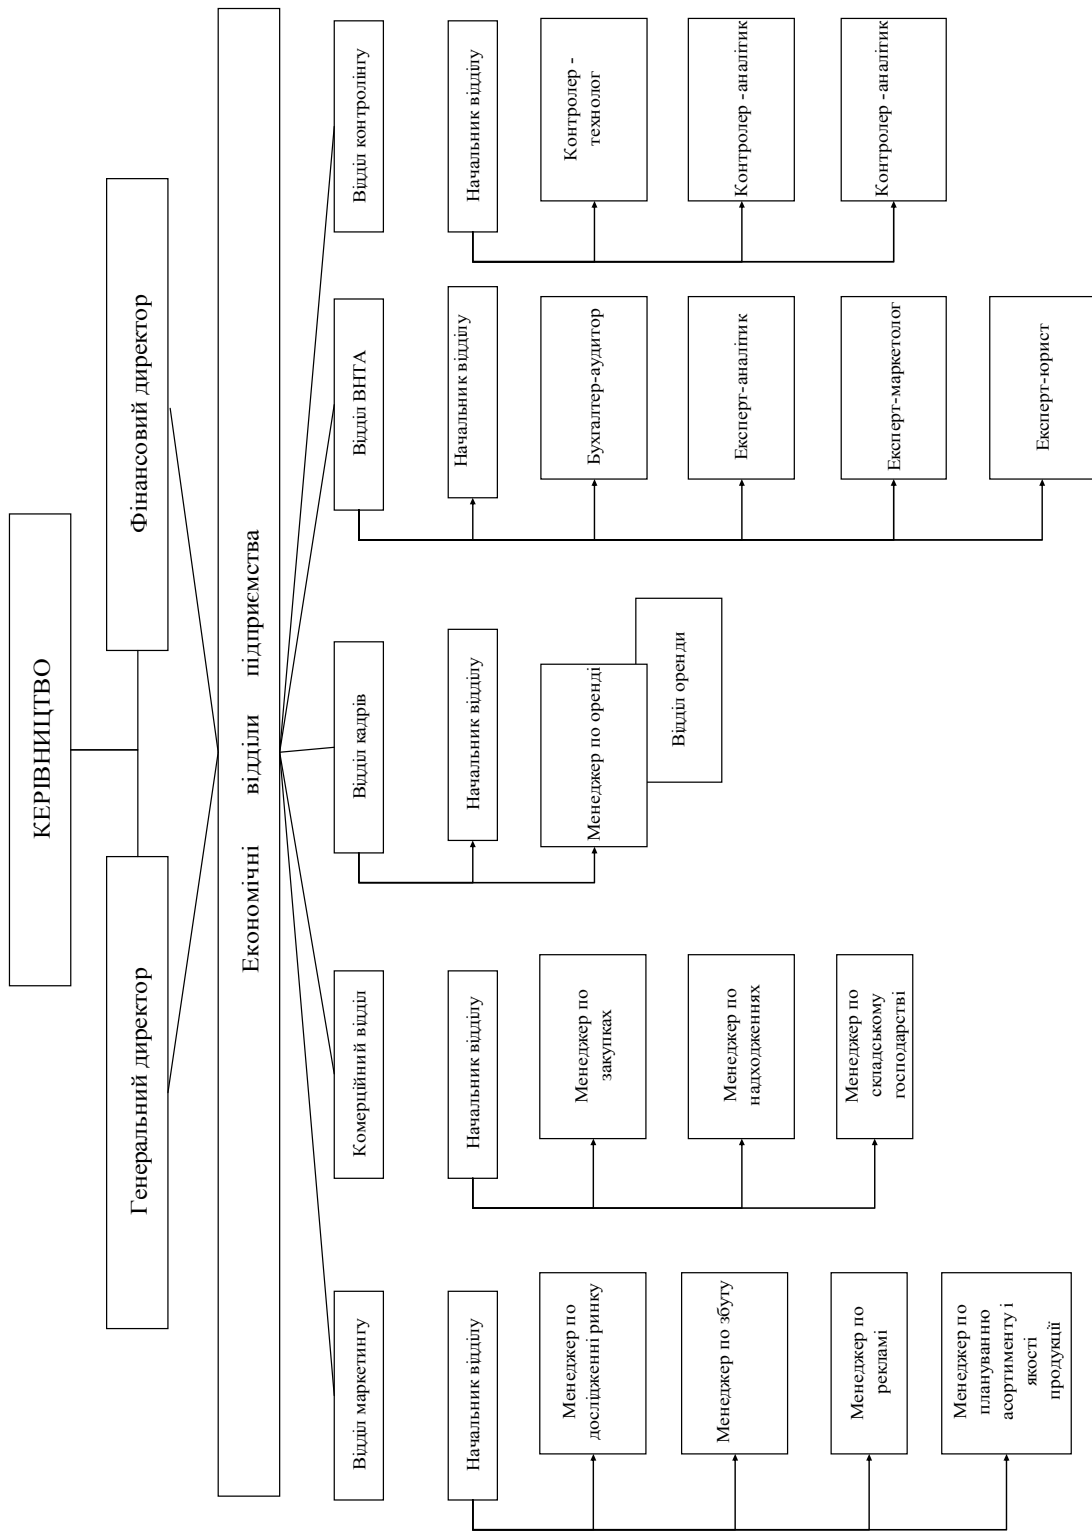 КЕРІВНИЦТВО
Генеральний директор
Фінансовий директор
Економічні відділи підприємства
Відділ маркетингу
Комерційний відділ
Відділ кадрів
Відділ ВНТА
Відділ контролінгу
Начальник відділу
Начальник відділу
Начальник відділу
Начальник відділу
Начальник відділу
Менеджер по
дослідженні ринку
Менеджер по
закупках
Менеджер по оренді
Відділ оренди
Бухгалтер-аудитор
Контролер -
технолог
Менеджер по збуту
Менеджер по
надходженнях
Експерт-аналітик
Контролер -аналітик
Менеджер по
рекламі
Менеджер по
складському
господарстві
Експерт-маркетолог
Контролер -аналітик
Менеджер по
плануванню
асортименту і
якості
продукції
Експерт-юрист